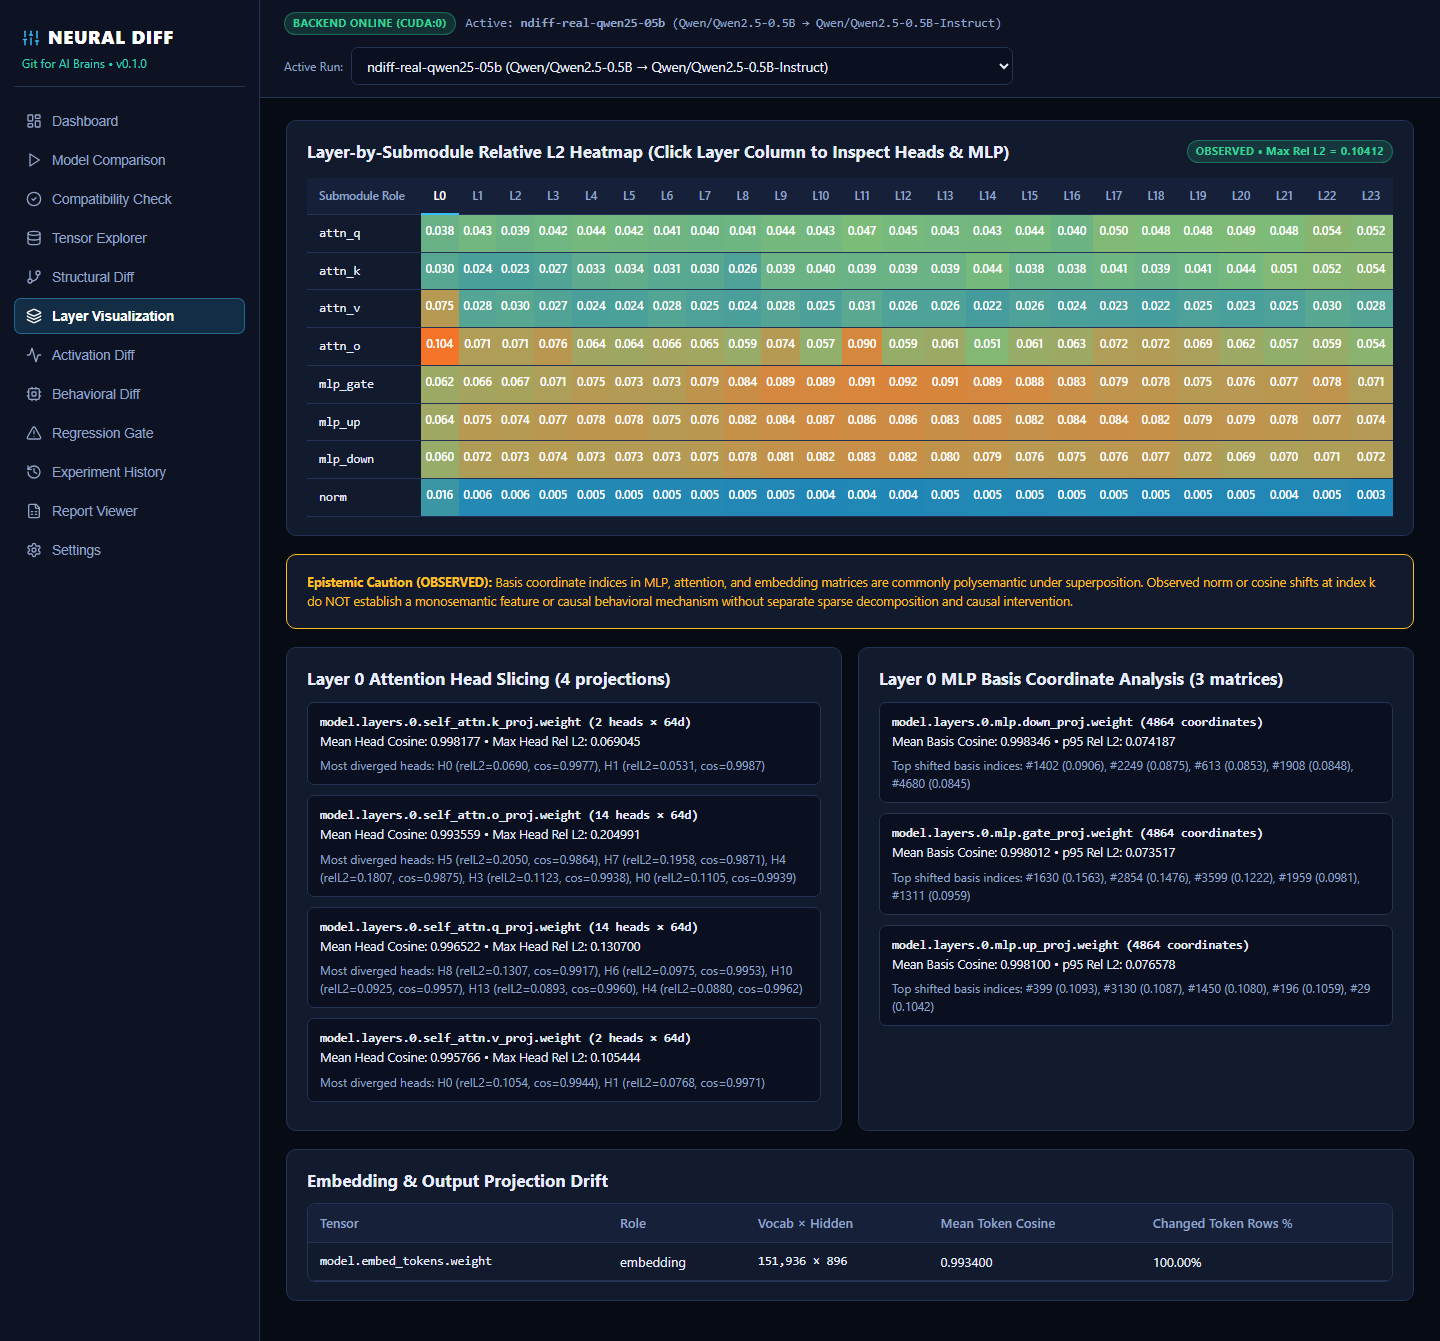 NEURAL DIFF
Git for AI Brains • v0.1.0
Dashboard
Model Comparison
Compatibility Check
Tensor Explorer
Structural Diff
Layer Visualization
Activation Diff
Behavioral Diff
Regression Gate
Experiment History
Report Viewer
Settings
BACKEND ONLINE (CUDA:0) Active: ndiff-real-qwen25-05b (Qwen/Qwen2.5-0.5B → Qwen/Qwen2.5-0.5B-Instruct)
Active Run: ndiff-real-qwen25-05b (Qwen/Qwen2.5-0.5B → Qwen/Qwen2.5-0.5B-Instruct)
Layer-by-Submodule Relative L2 Heatmap (Click Layer Column to Inspect Heads & MLP) OBSERVED • Max Rel L2 = 0.10412
Submodule Role L0 L1 L2 L3 L4 L5 L6 L7 L8 L9 L10 L11 L12 L13 L14 L15 L16 L17 L18 L19 L20 L21 L22 L23
attn_q 0.038 0.043 0.039 0.042 0.044 0.042 0.041 0.040 0.041 0.044 0.043 0.047 0.045 0.043 0.043 0.044 0.040 0.050 0.048 0.048 0.049 0.048 0.054 0.052
attn_k 0.030 0.024 0.023 0.027 0.033 0.034 0.031 0.030 0.026 0.039 0.040 0.039 0.039 0.039 0.044 0.038 0.038 0.041 0.039 0.041 0.044 0.051 0.052 0.054
attn_v 0.075 0.028 0.030 0.027 0.024 0.024 0.028 0.025 0.024 0.028 0.025 0.031 0.026 0.026 0.022 0.026 0.024 0.023 0.022 0.025 0.023 0.025 0.030 0.028
attn_o 0.104 0.071 0.071 0.076 0.064 0.064 0.066 0.065 0.059 0.074 0.057 0.090 0.059 0.061 0.051 0.061 0.063 0.072 0.072 0.069 0.062 0.057 0.059 0.054
mlp_gate 0.062 0.066 0.067 0.071 0.075 0.073 0.073 0.079 0.084 0.089 0.089 0.091 0.092 0.091 0.089 0.088 0.083 0.079 0.078 0.075 0.076 0.077 0.078 0.071
mlp_up 0.064 0.075 0.074 0.077 0.078 0.078 0.075 0.076 0.082 0.084 0.087 0.086 0.086 0.083 0.085 0.082 0.084 0.084 0.082 0.079 0.079 0.078 0.077 0.074
mlp_down 0.060 0.072 0.073 0.074 0.073 0.073 0.073 0.075 0.078 0.081 0.082 0.083 0.082 0.080 0.079 0.076 0.075 0.076 0.077 0.072 0.069 0.070 0.071 0.072
norm 0.016 0.006 0.006 0.005 0.005 0.005 0.005 0.005 0.005 0.005 0.004 0.004 0.004 0.005 0.005 0.005 0.005 0.005 0.005 0.005 0.005 0.004 0.005 0.003
Epistemic Caution (OBSERVED): Basis coordinate indices in MLP, attention, and embedding matrices are commonly polysemantic under superposition. Observed norm or cosine shifts at index k
do NOT establish a monosemantic feature or causal behavioral mechanism without separate sparse decomposition and causal intervention.
Layer 0 Attention Head Slicing (4 projections)
model.layers.0.self_attn.k_proj.weight (2 heads × 64d)
Mean Head Cosine: 0.998177 • Max Head Rel L2: 0.069045
Most diverged heads: H0 (relL2=0.0690, cos=0.9977), H1 (relL2=0.0531, cos=0.9987)
model.layers.0.self_attn.o_proj.weight (14 heads × 64d)
Mean Head Cosine: 0.993559 • Max Head Rel L2: 0.204991
Most diverged heads: H5 (relL2=0.2050, cos=0.9864), H7 (relL2=0.1958, cos=0.9871), H4
(relL2=0.1807, cos=0.9875), H3 (relL2=0.1123, cos=0.9938), H0 (relL2=0.1105, cos=0.9939)
model.layers.0.self_attn.q_proj.weight (14 heads × 64d)
Mean Head Cosine: 0.996522 • Max Head Rel L2: 0.130700
Most diverged heads: H8 (relL2=0.1307, cos=0.9917), H6 (relL2=0.0975, cos=0.9953), H10
(relL2=0.0925, cos=0.9957), H13 (relL2=0.0893, cos=0.9960), H4 (relL2=0.0880, cos=0.9962)
model.layers.0.self_attn.v_proj.weight (2 heads × 64d)
Mean Head Cosine: 0.995766 • Max Head Rel L2: 0.105444
Most diverged heads: H0 (relL2=0.1054, cos=0.9944), H1 (relL2=0.0768, cos=0.9971)
Layer 0 MLP Basis Coordinate Analysis (3 matrices)
model.layers.0.mlp.down_proj.weight (4864 coordinates)
Mean Basis Cosine: 0.998346 • p95 Rel L2: 0.074187
Top shifted basis indices: #1402 (0.0906), #2249 (0.0875), #613 (0.0853), #1908 (0.0848),
#4680 (0.0845)
model.layers.0.mlp.gate_proj.weight (4864 coordinates)
Mean Basis Cosine: 0.998012 • p95 Rel L2: 0.073517
Top shifted basis indices: #1630 (0.1563), #2854 (0.1476), #3599 (0.1222), #1959 (0.0981),
#1311 (0.0959)
model.layers.0.mlp.up_proj.weight (4864 coordinates)
Mean Basis Cosine: 0.998100 • p95 Rel L2: 0.076578
Top shifted basis indices: #399 (0.1093), #3130 (0.1087), #1450 (0.1080), #196 (0.1059), #29
(0.1042)
Embedding & Output Projection Drift
Tensor Role Vocab × Hidden Mean Token Cosine Changed Token Rows %
model.embed_tokens.weight embedding 151,936 × 896 0.993400 100.00%